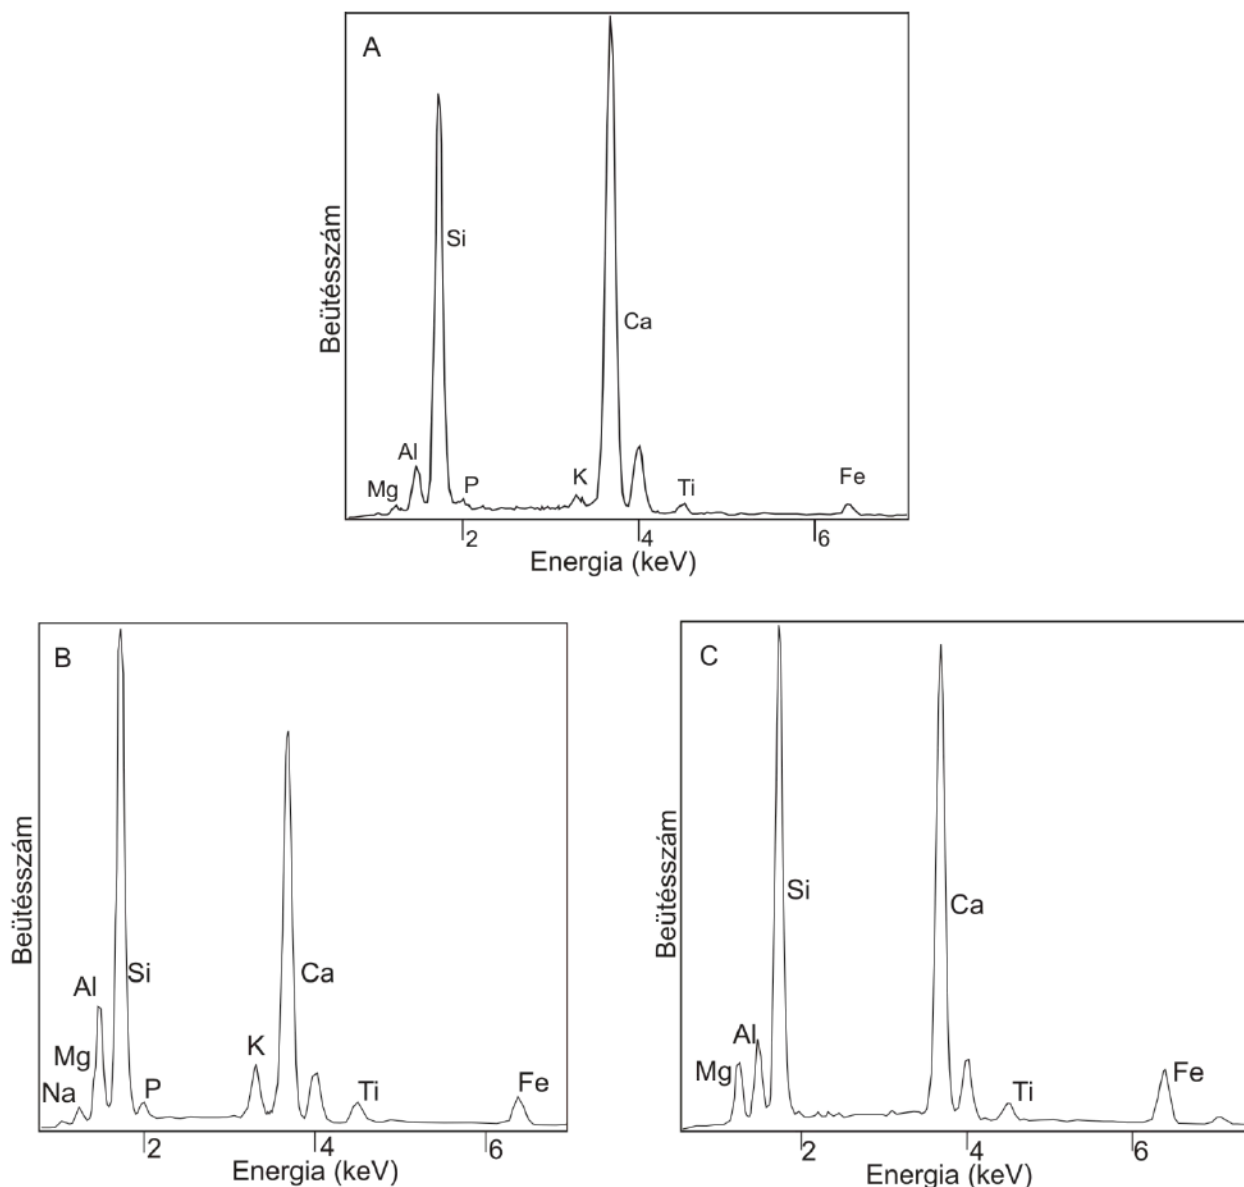 A
Si
Ca
Al
Mg
P
K
Ti
Fe
Beütésszám
2
4
6
Energia (keV)
B
Si
Ca
Al
Mg
Na
P
K
Ti
Fe
Beütésszám
2
4
6
Energia (keV)
C
Si
Ca
Al
Mg
Ti
Fe
Beütésszám
2
4
6
Energia (keV)